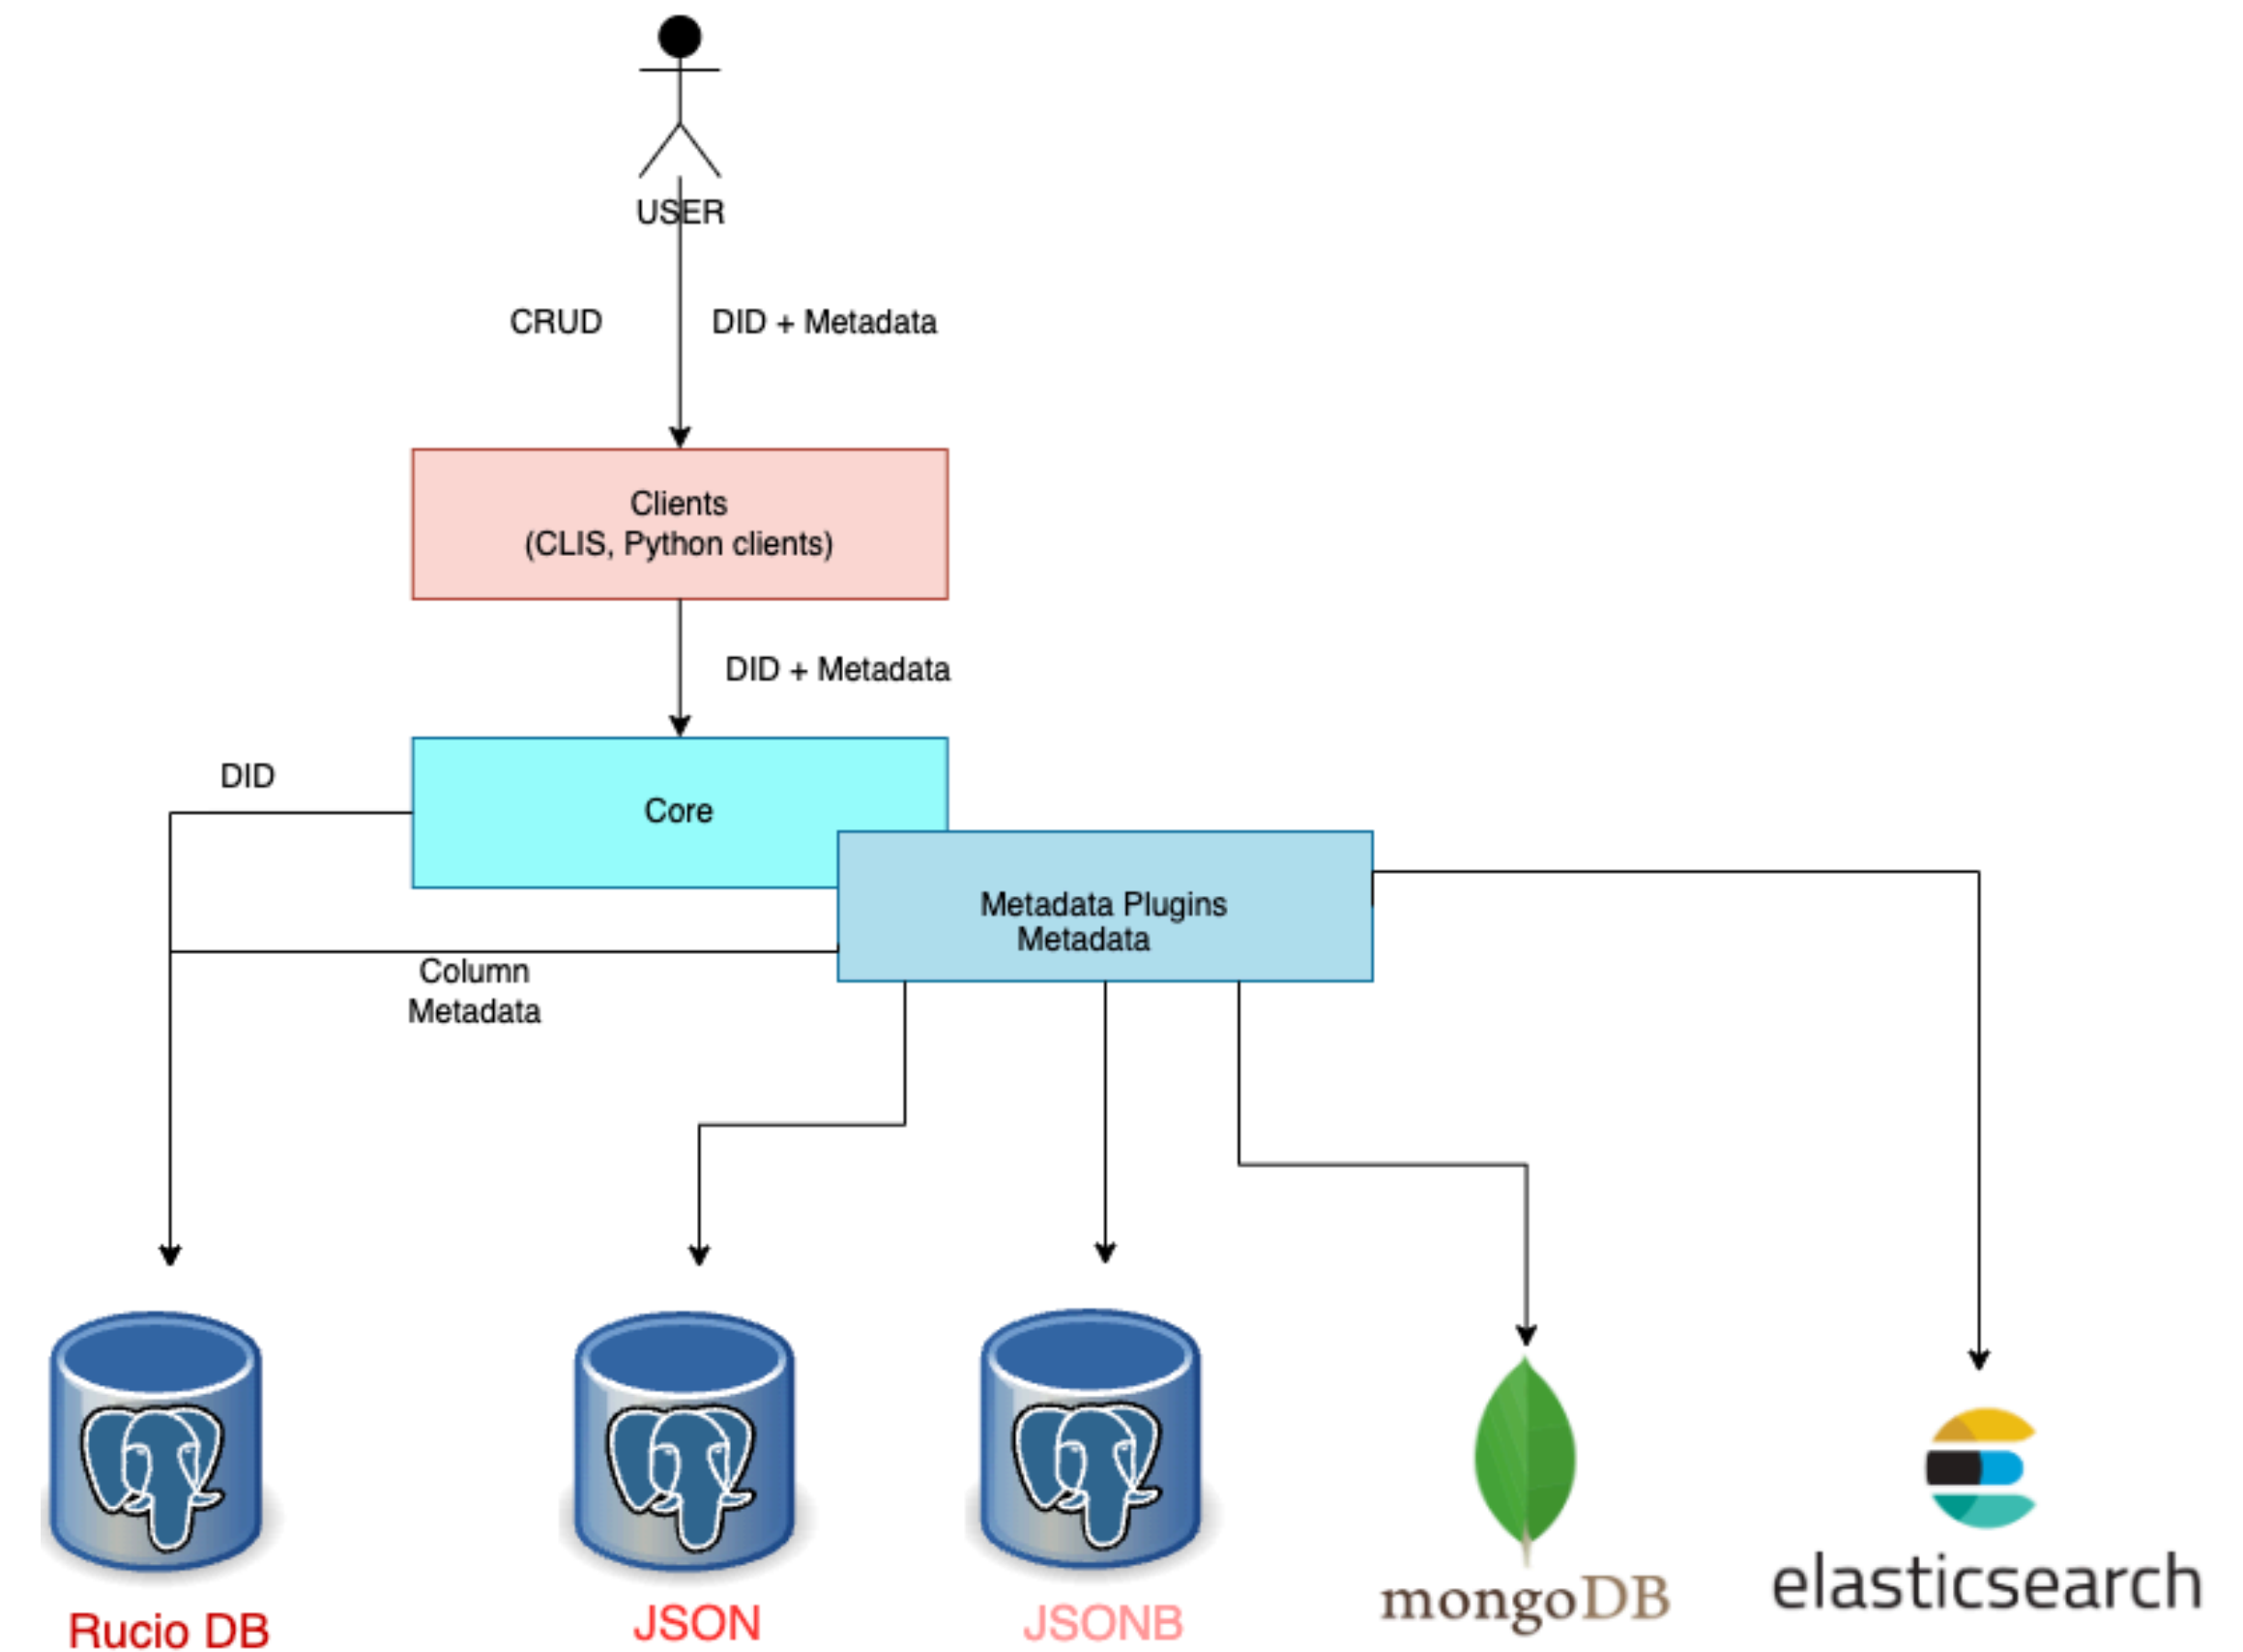 USER
CRUD
DID + Metadata
Clients
(CLIS, Python clients)
DID + Metadata
DID
Core
Metadata Plugins
Metadata
Column
Metadata
Rucio DB
JSON
JSONB
mongoDB
elasticsearch